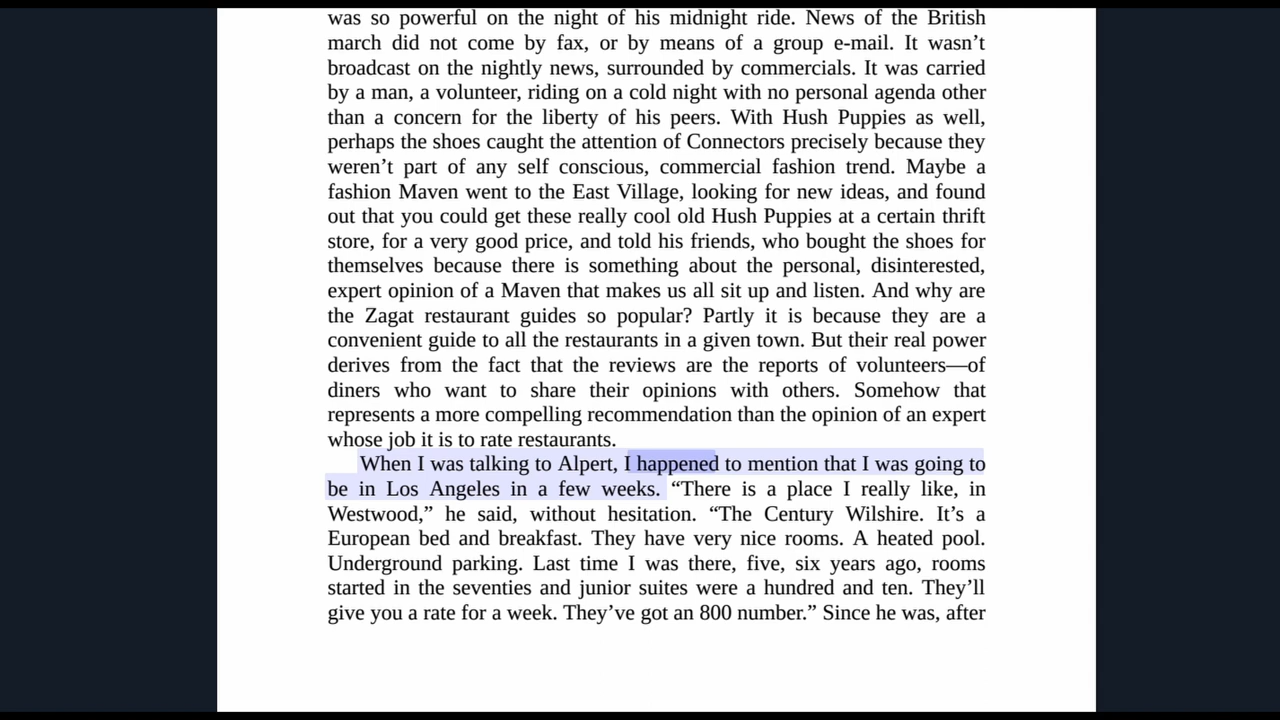 was so powerful on the night of his midnight ride. News of the British
march did not come by fax, or by means of a group e-mail. It wasn’t
broadcast on the nightly news, surrounded by commercials. It was carried
by a man, a volunteer, riding on a cold night with no personal agenda other
than a concern for the liberty of his peers. With Hush Puppies as well,
perhaps the shoes caught the attention of Connectors precisely because they
weren’t part of any self conscious, commercial fashion trend. Maybe a
fashion Maven went to the East Village, looking for new ideas, and found
out that you could get these really cool old Hush Puppies at a certain thrift
store, for a very good price, and told his friends, who bought the shoes for
themselves because there is something about the personal, disinterested,
expert opinion of a Maven that makes us all sit up and listen. And why are
the Zagat restaurant guides so popular? Partly it is because they are a
convenient guide to all the restaurants in a given town. But their real power
derives from the fact that the reviews are the reports of volunteers—of
diners who want to share their opinions with others. Somehow that
represents a more compelling recommendation than the opinion of an expert
whose job it is to rate restaurants.
When I was talking to Alpert, I happened to mention that I was going to
be in Los Angeles in a few weeks. “There is a place I really like, in
Westwood,” he said, without hesitation. “The Century Wilshire. It’s a
European bed and breakfast. They have very nice rooms. A heated pool.
Underground parking. Last time I was there, five, six years ago, rooms
started in the seventies and junior suites were a hundred and ten. They’ll
give you a rate for a week. They’ve got an 800 number.” Since he was, after